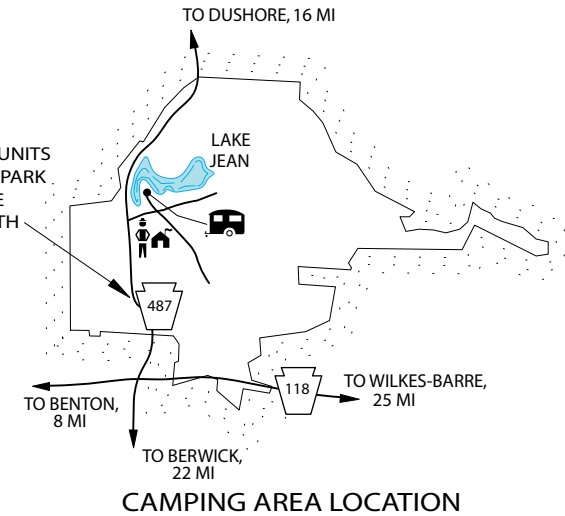 TO DUSHORE, 16 MI
LAKE
JEAN
UNITS
PARK
TH
487
118
TO WILKES-BARRE,
25 MI
TO BENTON,
8 MI
TO BERWICK,
22 MI
CAMPING AREA LOCATION